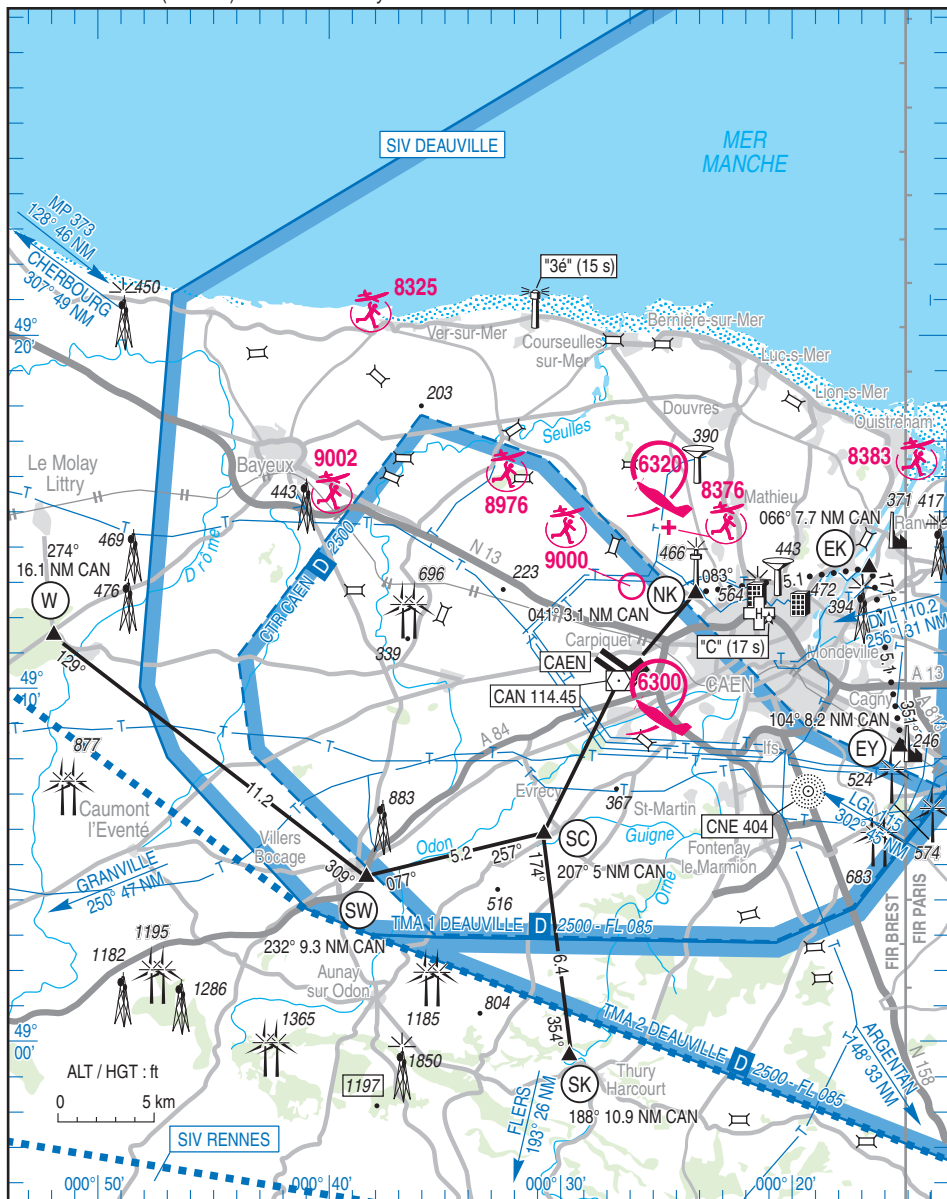 SIV DEAUVILLE
MER
MANCHE
MP 373
128° 46 NM
CHERBOURG
307° 49 NM
450
8325
"3é" (15 s)
49°
20'
Ver-sur-Mer
Courseulles
sur-Mer
Bernière-sur-Mer
Luc-s-Mer
Lion-s-Mer
Ouistreham
203
Douvres
390
Seulles
Le Molay
Littry
Bayeux
9002
443
8976
6320
8376
8383
Mathieu
371
417
Ranville
066° 7.7 NM CAN
EK
469
Drôme
CTR CAEN D 2500
N 13
9000
466
443
274°
16.1 NM CAN
W
476
696
223
041° 3.1 NM CAN
NK
083°
564
5.1
472
394
171°
DVL 110.2
256° 31 NM
339
Carpiquet
"C" (17 s)
Mondeville
5.1
129°
CAEN
6300
CAEN
A 13
49°
10'
CAN 114.45
Cagny
351°
A 813
104° 8.2 NM CAN
246
877
A 84
Ifs
EY
524
Evrecy
367
St-Martin
LGL 115
302° 45 NM
Caumont
l'Eventé
11.2
883
Villers
Bocage
Odon
5.2
257°
SC
Guigne
CNE 404
Fontenay
le Marmion
574
GRANVILLE
250° 47 NM
309°
077°
174°
207° 5 NM CAN
Orne
683
SW
516
TMA 1 DEAUVILLE D 2500 - FL 085
FIR BREST
FIR PARIS
232° 9.3 NM CAN
1195
1182
1286
Aunay
sur Odon
6.4
1185
804
1365
49°
00'
354°
TMA 2 DEAUVILLE D 2500 - FL 085
ARGENTAN
148° 33 NM
N 158
ALT / HGT : ft
1850
1197
0 5 km
SK
Thury
Harcourt
FLERS
193° 26 NM
188° 10.9 NM CAN
SIV RENNES
000°50'
000°40'
000°30'
000°20'